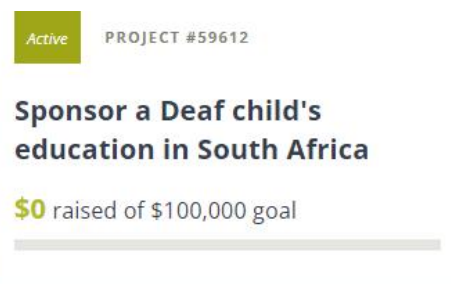 Active PROJECT #59612
Sponsor a Deaf child's
education in South Africa
$0 raised of $100,000 goal